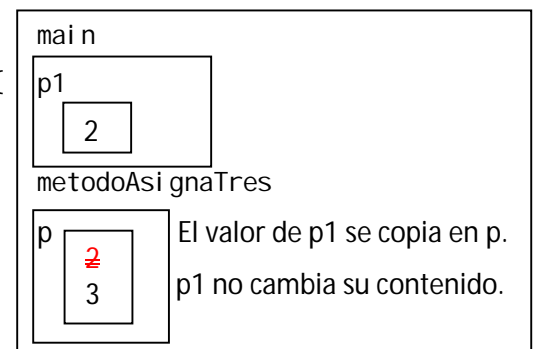 main
p1
2
metodoAsignaTres
p
2
El valor de p1 se copia en p.
3
p1 no cambia su contenido.